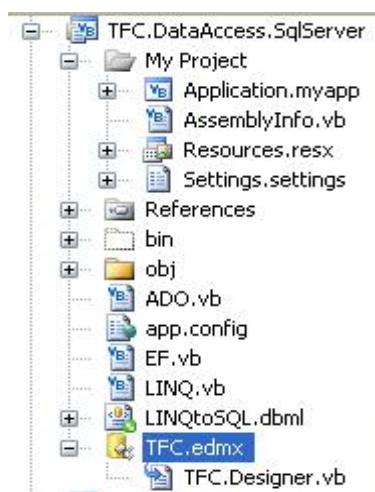 TFC.DataAccess.SqlServer
My Project
Application.myapp
AssemblyInfo.vb
Resources.resx
Settings.settings
References
bin
obj
ADO.vb
app.config
EF.vb
LINQ.vb
LINQtoSQL.dbml
TFC.edmx
TFC.Designer.vb